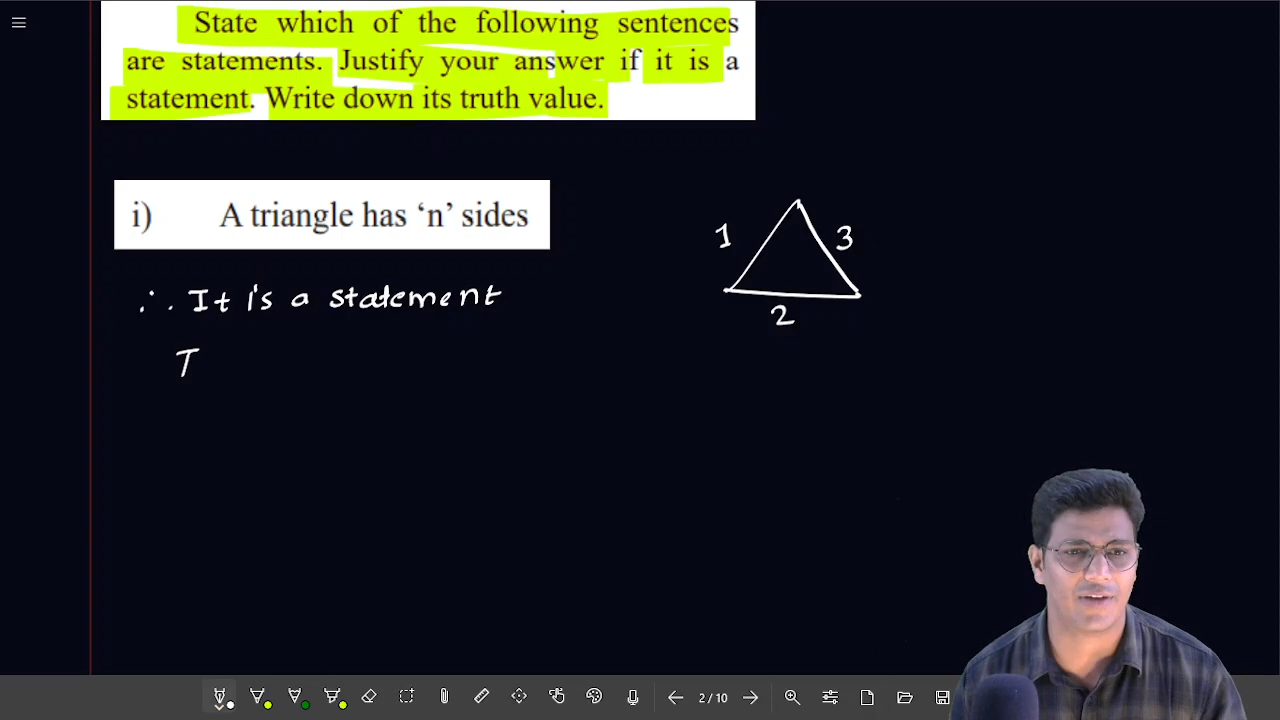 State which of the following sentences
are statements. Justify your answer if it is a
statement. Write down its truth value.
i) A triangle has ‘n’ sides
1
3
2
∴ It is a statement
T
2/10